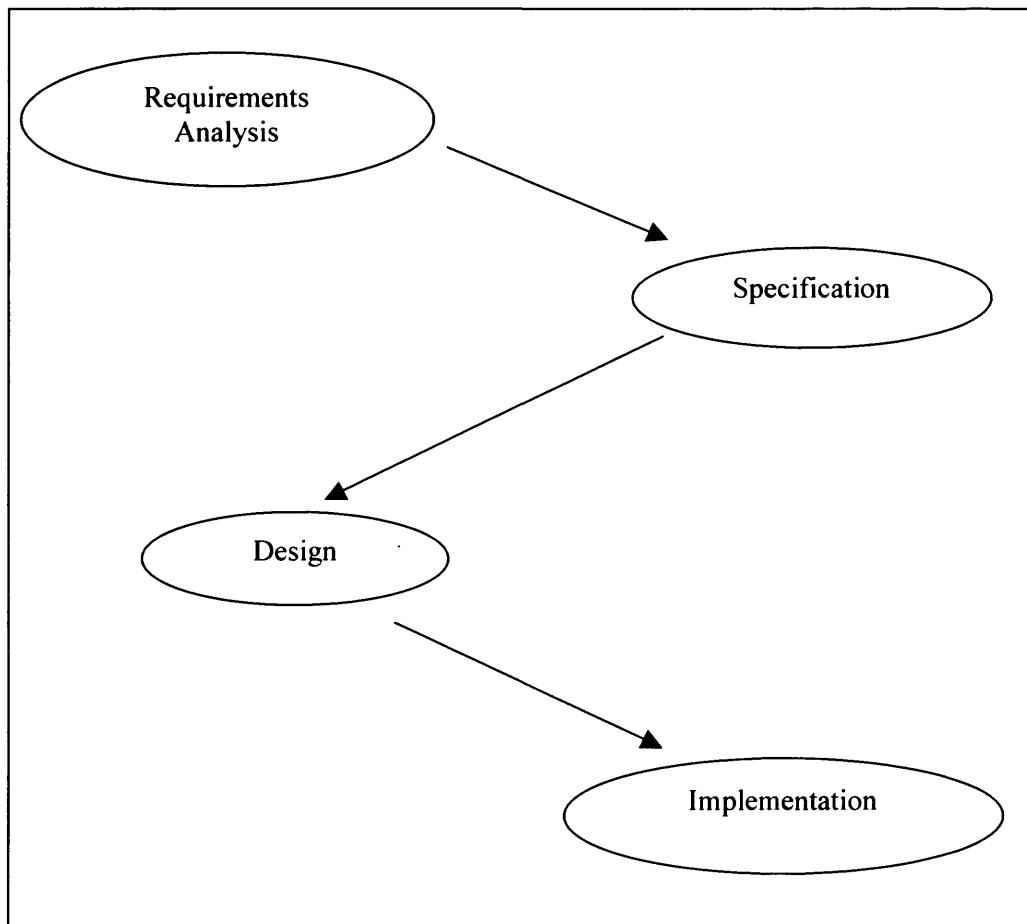 Requirements
Analysis
Specification
Design
Implementation